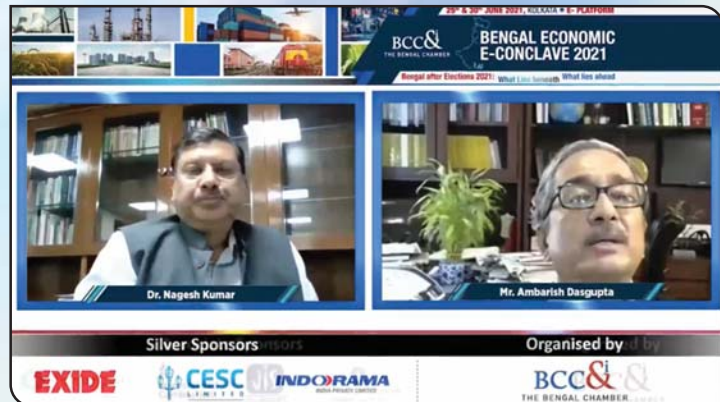 29th & 30th JUNE 2021, KOLKATA • E- PLATFORM
BCC&i
THE BENGAL CHAMBER
BENGAL ECONOMIC
E-CONCLAVE 2021
Bengal after Elections 2021: What Lies beneath What lies ahead
Dr. Nagesh Kumar
Mr. Ambarish Dasgupta
Silver Sponsors
Organised by
EXIDE
CESC
LIMITED
INDORAMA
INDIA PRIVATE LIMITED
BCC&i
THE BENGAL CHAMBER